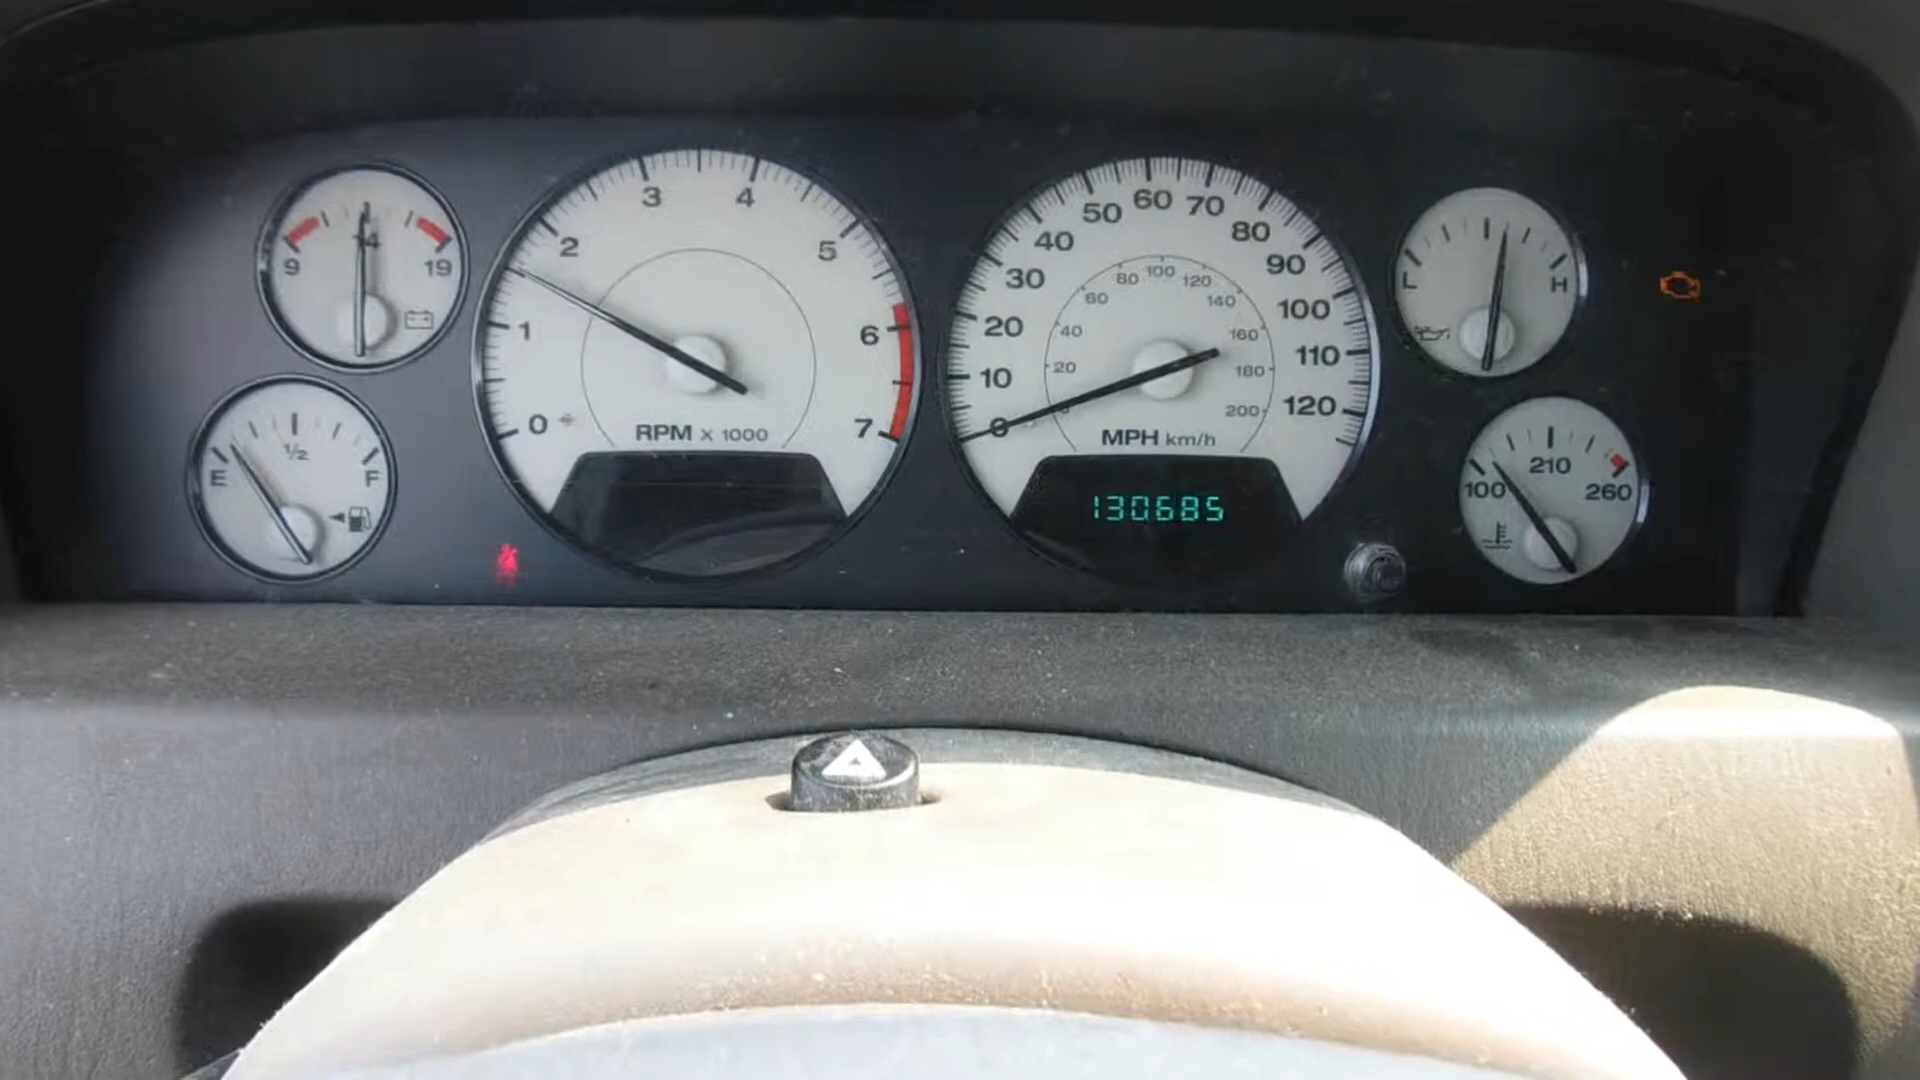 9 14 19
E 1/2 F
0 1 2 3 4 5 6 7
RPM X 1000
0 10 20 30 40 50 60 70 80 90 100 110 120
20 40 60 80 100 120 140 160 180 200
MPH km/h
130685
L H
100 210 260